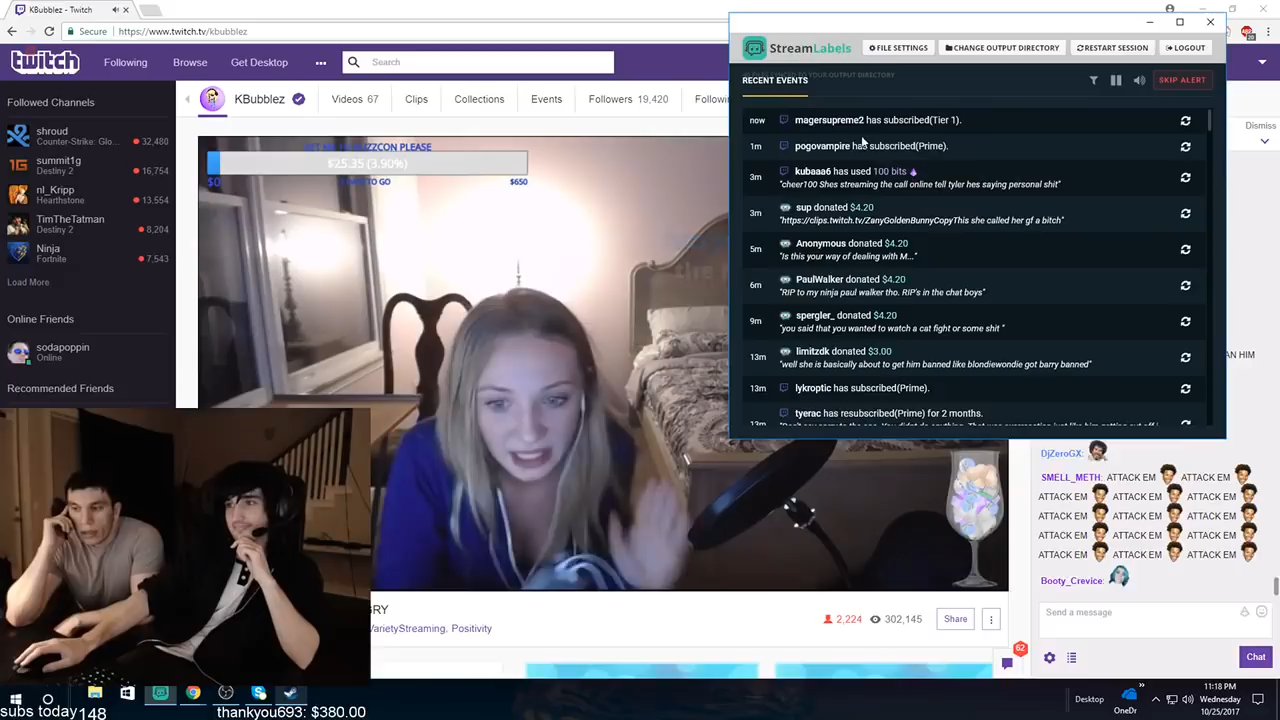 KBubblez - Twitch
Secure https://www.twitch.tv/kbubblez
twitch Following Browse Get Desktop ... Search
Followed Channels
shroud
Counter-Strike: Glo... 32,480
summit1g
Destiny 2 16,754
nl_Kripp
Hearthstone 13,554
TimTheTatman
Destiny 2 8,204
Ninja
Fortnite 7,543
Load More
Online Friends
sodapoppin
Online
Recommended Friends
KBubblez Videos 67 Clips Collections Events Followers 19,420
BUZZCON PLEASE
$25.35 (3.90%)
$0 TO GO $650
StreamLabels FILE SETTINGS CHANGE OUTPUT DIRECTORY RESTART SESSION LOGOUT
RECENT EVENTS SKIP ALERT
now magersupreme2 has subscribed(Tier 1).
1m pogovampire has subscribed(Prime).
3m kubaaa6 has used 100 bits
"cheer100 Shes streaming the call online tell tyler hes saying personal shit"
3m sup donated $4.20
"https://clips.twitch.tv/ZanyGoldenBunnyCopyThis she called her gf a bitch"
5m Anonymous donated $4.20
"Is this your way of dealing with M..."
6m PaulWalker donated $4.20
"RIP to my ninja paul walker tho. RIP's in the chat boys"
9m spergler_ donated $4.20
"you said that you wanted to watch a cat fight or some shit "
13m limitzdk donated $3.00
"well she is basically about to get him banned like blondiewondie got barry banned"
13m lykroptic has subscribed(Prime).
tyerac has resubscribed(Prime) for 2 months.
Dismiss
AN HIM
DjZeroGX:
SMELL_METH: ATTACK EM ATTACK EM
ATTACK EM ATTACK EM ATTACK EM
ATTACK EM ATTACK EM ATTACK EM
ATTACK EM ATTACK EM ATTACK EM
ATTACK EM ATTACK EM ATTACK EM
Booty_Crevice:
Send a message
Chat
GRY
VarietyStreaming, Positivity
2,224 302,145 Share
62
subs today 148
thankyou693: $380.00
Desktop OneDr
11:18 PM
Wednesday
10/25/2017